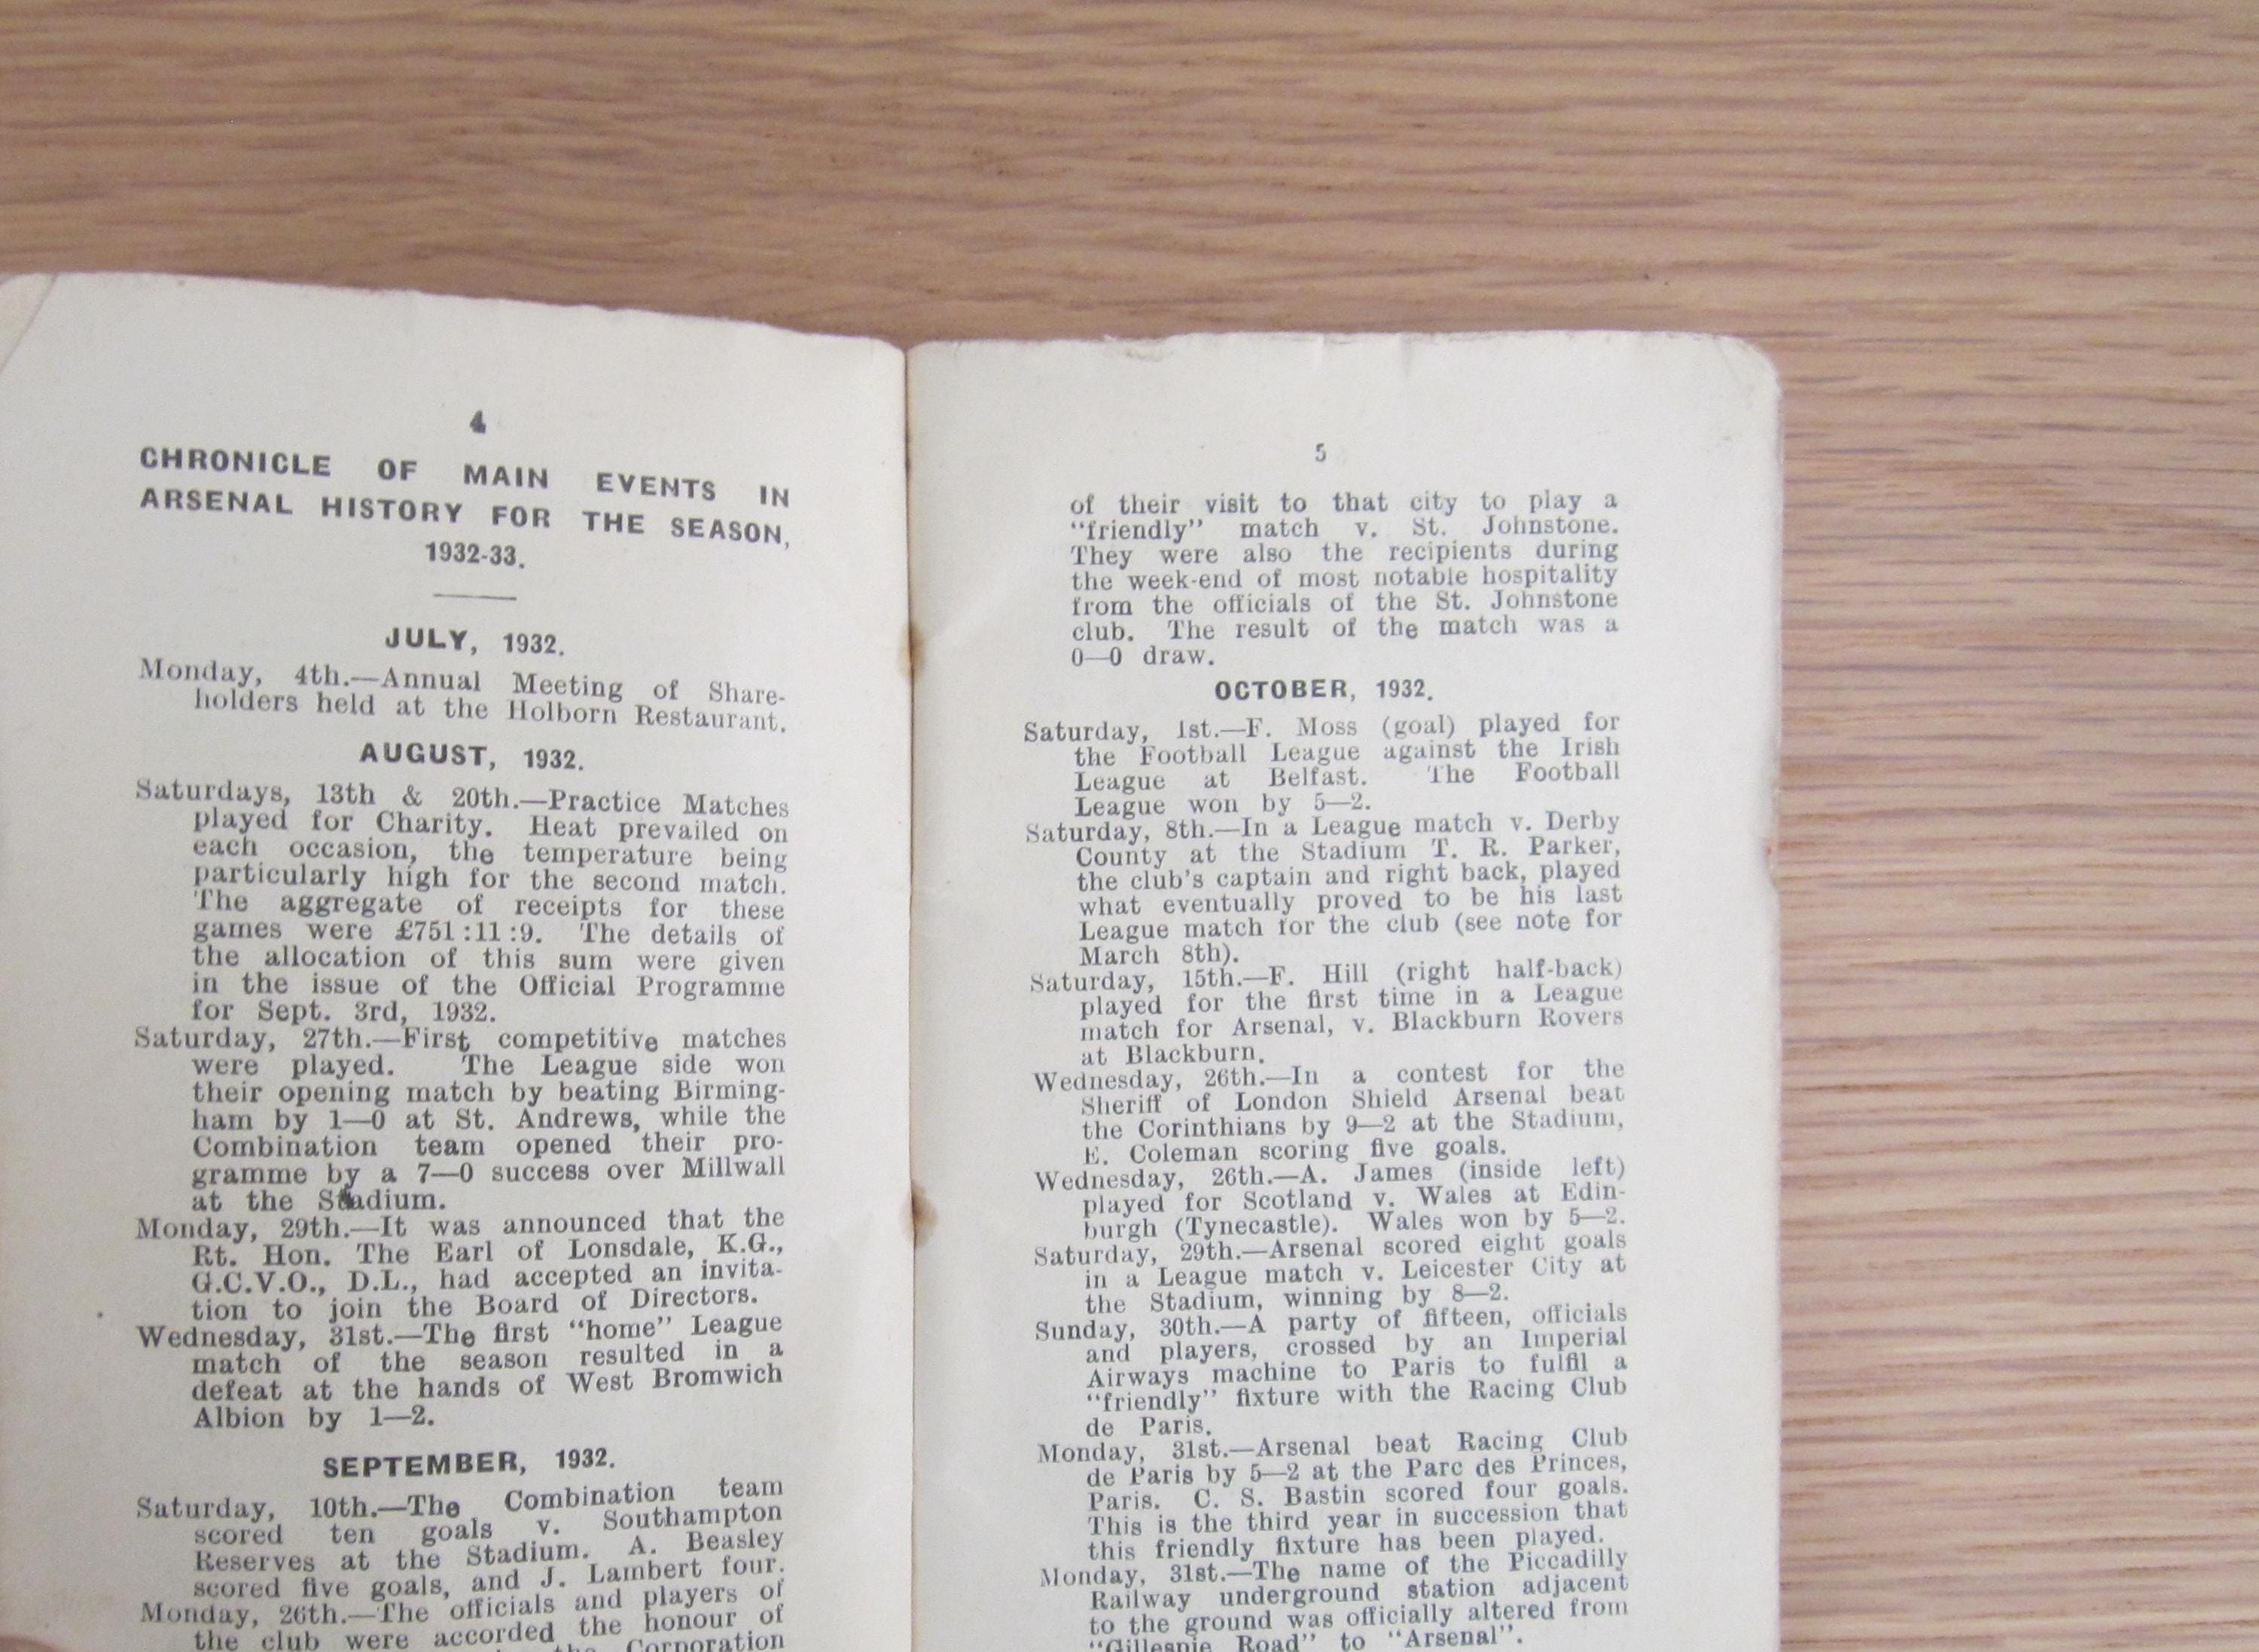 4
CHRONICLE OF MAIN EVENTS IN
ARSENAL HISTORY FOR THE SEASON,
1932-33.
JULY, 1932.
Monday, 4th.—Annual Meeting of Share-
holders held at the Holborn Restaurant.
AUGUST, 1932.
Saturdays, 13th & 20th.—Practice Matches
played for Charity. Heat prevailed on
each occasion, the temperature being
particularly high for the second match.
The aggregate of receipts for these
games were £751:11:9. The details of
the allocation of this sum were given
in the issue of the Official Programme
for Sept. 3rd, 1932.
Saturday, 27th.—First competitive matches
were played. The League side won
their opening match by beating Birming-
ham by 1—0 at St. Andrews, while the
Combination team opened their pro-
gramme by a 7—0 success over Millwall
at the Stadium.
Monday, 29th.—It was announced that the
Rt. Hon. The Earl of Lonsdale, K.G.,
G.C.V.O., D.L., had accepted an invita-
tion to join the Board of Directors.
Wednesday, 31st.—The first "home" League
match of the season resulted in a
defeat at the hands of West Bromwich
Albion by 1—2.
SEPTEMBER, 1932.
Saturday, 10th.—The Combination team
scored ten goals v. Southampton
Reserves at the Stadium. A. Beasley
scored five goals, and J. Lambert four.
Monday, 26th.—The officials and players of
the club were accorded the honour of
the Corporation
5
of their visit to that city to play a
"friendly" match v. St. Johnstone.
They were also the recipients during
the week-end of most notable hospitality
from the officials of the St. Johnstone
club. The result of the match was a
0—0 draw.
OCTOBER, 1932.
Saturday, 1st.—F. Moss (goal) played for
the Football League against the Irish
League at Belfast. The Football
League won by 5—2.
Saturday, 8th.—In a League match v. Derby
County at the Stadium T. R. Parker,
the club's captain and right back, played
what eventually proved to be his last
League match for the club (see note for
March 8th).
Saturday, 15th.—F. Hill (right half-back)
played for the first time in a League
match for Arsenal, v. Blackburn Rovers
at Blackburn.
Wednesday, 26th.—In a contest for the
Sheriff of London Shield Arsenal beat
the Corinthians by 9—2 at the Stadium,
E. Coleman scoring five goals.
Wednesday, 26th.—A. James (inside left)
played for Scotland v. Wales at Edin-
burgh (Tynecastle). Wales won by 5—2.
Saturday, 29th.—Arsenal scored eight goals
in a League match v. Leicester City at
the Stadium, winning by 8—2.
Sunday, 30th.—A party of fifteen, officials
and players, crossed by an Imperial
Airways machine to Paris to fulfil a
"friendly" fixture with the Racing Club
de Paris.
Monday, 31st.—Arsenal beat Racing Club
de Paris by 5—2 at the Parc des Princes,
Paris. C. S. Bastin scored four goals.
This is the third year in succession that
this friendly fixture has been played.
Monday, 31st.—The name of the Piccadilly
Railway underground station adjacent
to the ground was officially altered from
"Gillespie Road" to "Arsenal".